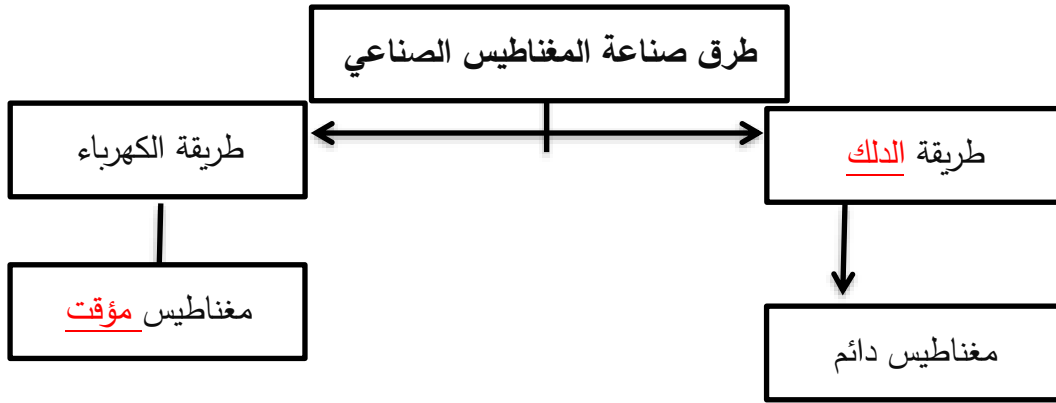 طرق صناعة المغناطيس الصناعي
طريقة الدلك
طريقة الكهرباء
مغناطيس دائم
مغناطيس مؤقت